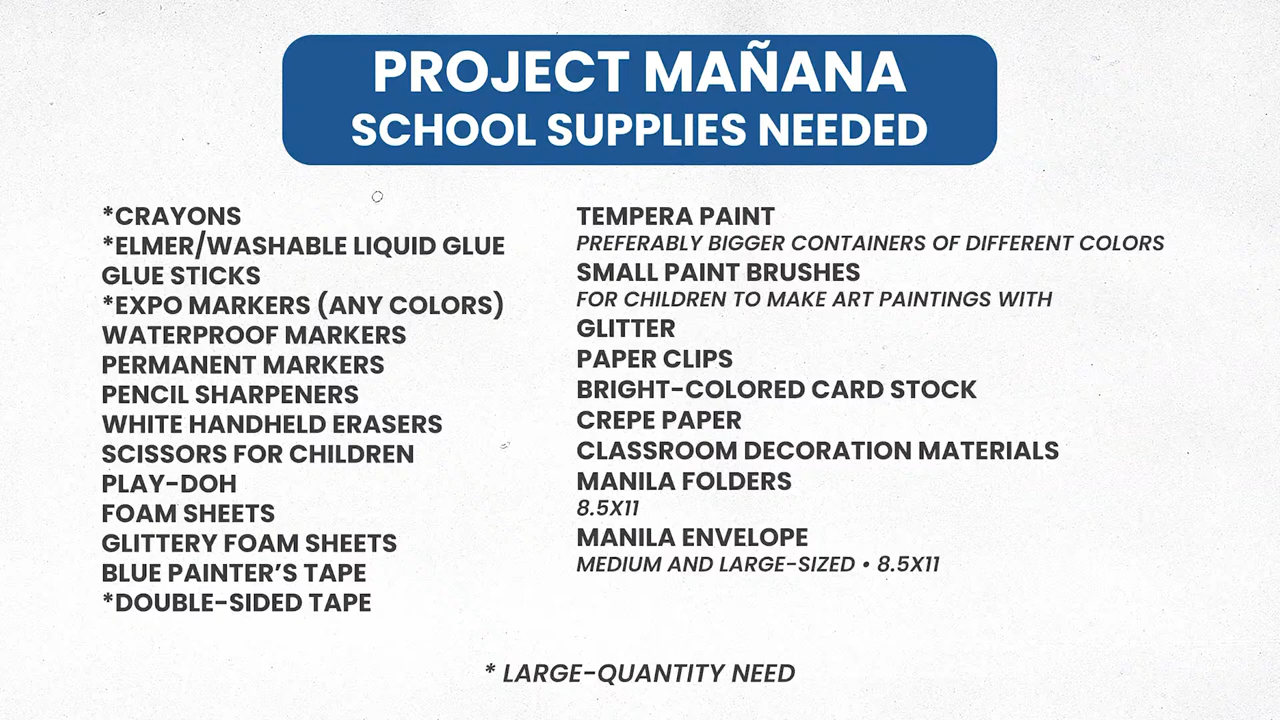 PROJECT MAÑANA
SCHOOL SUPPLIES NEEDED
*CRAYONS
*ELMER/WASHABLE LIQUID GLUE
GLUE STICKS
*EXPO MARKERS (ANY COLORS)
WATERPROOF MARKERS
PERMANENT MARKERS
PENCIL SHARPENERS
WHITE HANDHELD ERASERS
SCISSORS FOR CHILDREN
PLAY-DOH
FOAM SHEETS
GLITTERY FOAM SHEETS
BLUE PAINTER'S TAPE
*DOUBLE-SIDED TAPE
TEMPERA PAINT
PREFERABLY BIGGER CONTAINERS OF DIFFERENT COLORS
SMALL PAINT BRUSHES
FOR CHILDREN TO MAKE ART PAINTINGS WITH
GLITTER
PAPER CLIPS
BRIGHT-COLORED CARD STOCK
CREPE PAPER
CLASSROOM DECORATION MATERIALS
MANILA FOLDERS
8.5X11
MANILA ENVELOPE
MEDIUM AND LARGE-SIZED • 8.5X11
* LARGE-QUANTITY NEED